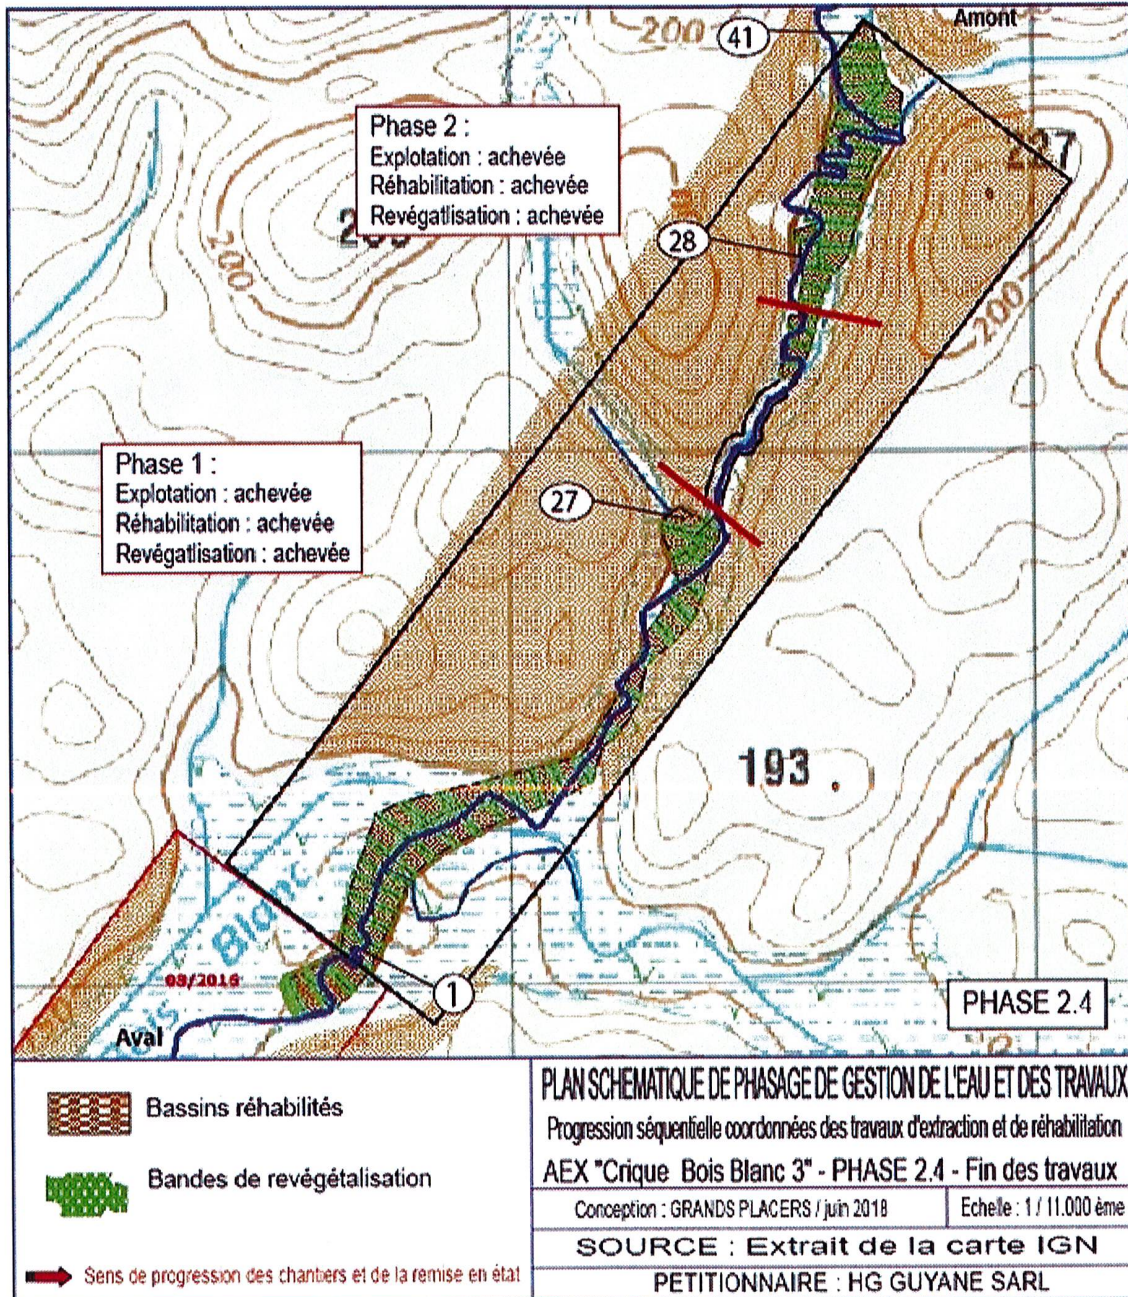 Amont
41
200
Phase 2 :
Explotation : achevée
Réhabilitation : achevée
Revégatlisation : achevée
227
200
28
200
Phase 1 :
Explotation : achevée
Réhabilitation : achevée
Revégatlisation : achevée
27
193
Blanc
08/2016
1
PHASE 2.4
Aval
Bassins réhabilités
Bandes de revégétalisation
Sens de progression des chantiers et de la remise en état
PLAN SCHEMATIQUE DE PHASAGE DE GESTION DE L'EAU ET DES TRAVAUX
Progression séquentielle coordonnées des travaux d'extraction et de réhabilitation
AEX "Crique Bois Blanc 3" - PHASE 2.4 - Fin des travaux
Conception : GRANDS PLACERS / juin 2018
Echelle : 1 / 11.000 ème
SOURCE : Extrait de la carte IGN
PETITIONNAIRE : HG GUYANE SARL